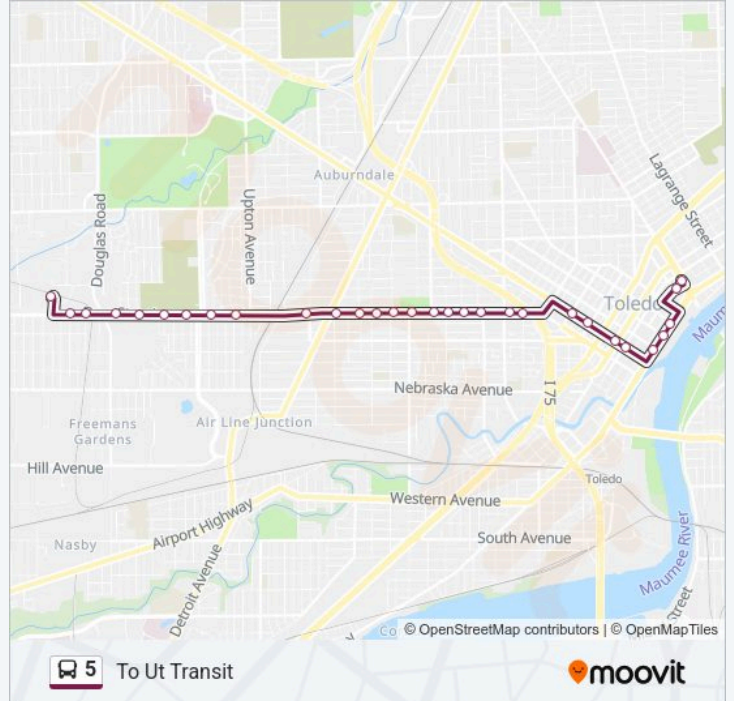 Lagrange Street
Auburndale
Douglas Road
Upton Avenue
Toledo
Maum
Nebraska Avenue
I 75
Freemans
Gardens
Air Line Junction
Hill Avenue
Toledo
Western Avenue
Airport Highway
South Avenue
Nasby
Maumee River
Detroit Avenue
Street
Co
© OpenStreetMap contributors | © OpenMapTiles
5 To Ut Transit
moovit